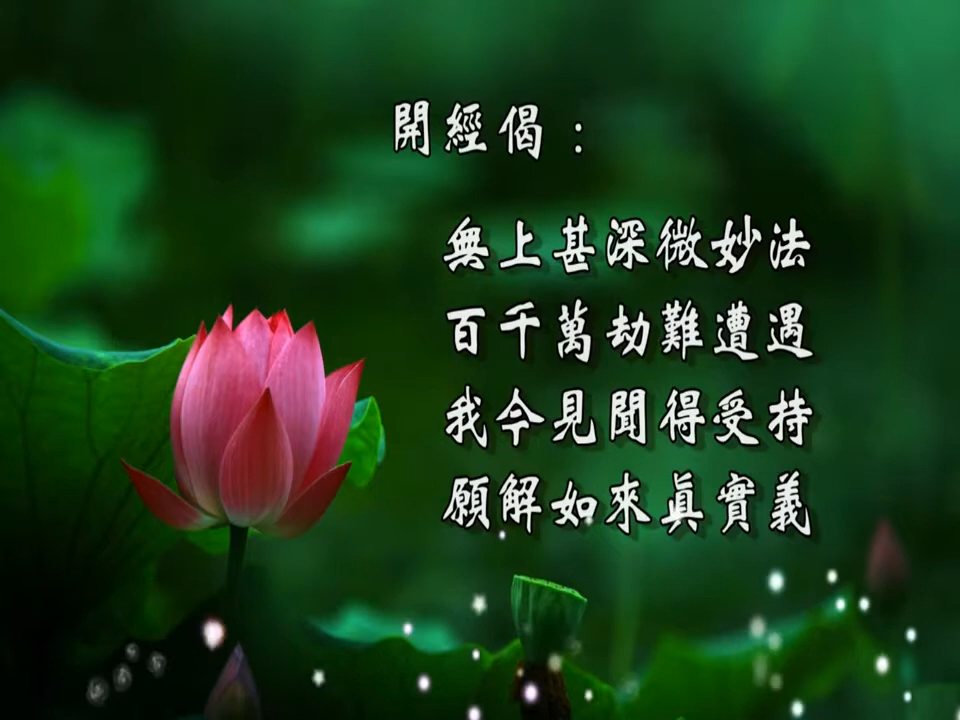 開經偈：
無上甚深微妙法
百千萬劫難遭遇
我今見聞得受持
願解如來眞實義